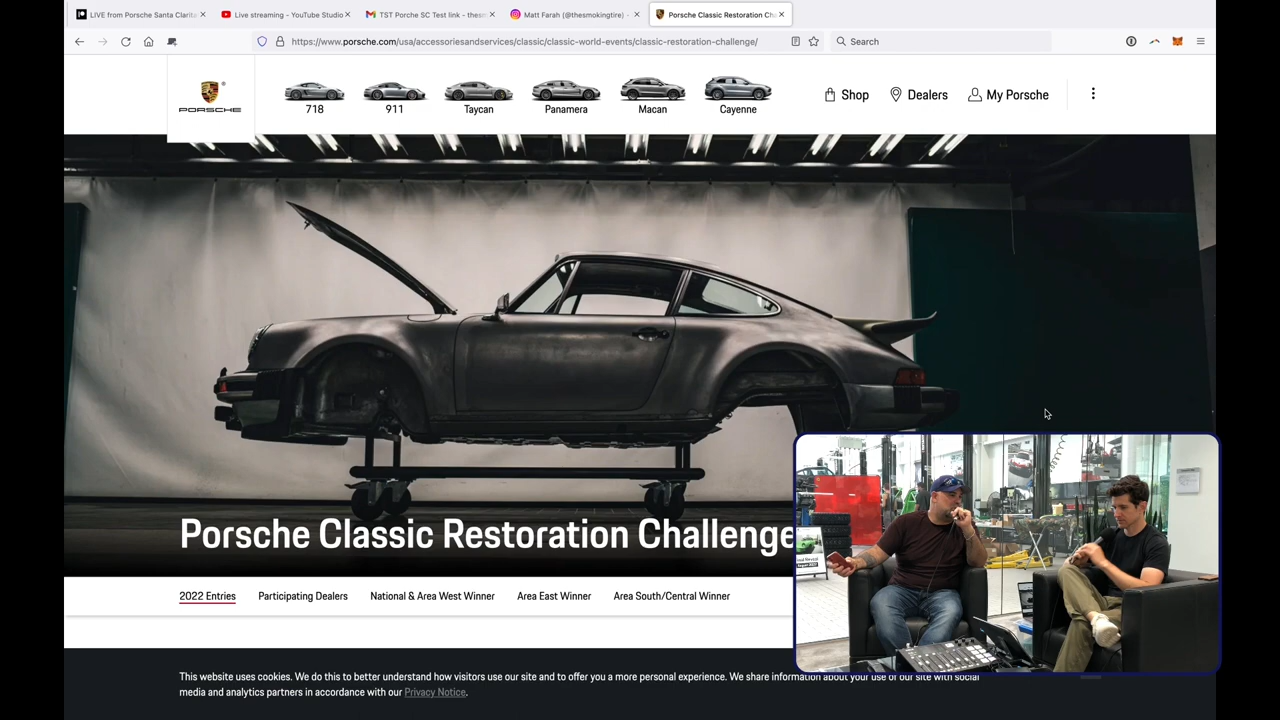 LIVE from Porsche Santa Clarita
Live streaming - YouTube Studio
TST Porche SC Test link - thesm
Matt Farah (@thesmokingtire) •
Porsche Classic Restoration Cha
https://www.porsche.com/usa/accessoriesandservices/classic/classic-world-events/classic-restoration-challenge/
Search
PORSCHE
718
911
Taycan
Panamera
Macan
Cayenne
Shop
Dealers
My Porsche
Porsche Classic Restoration Challenge
2022 Entries
Participating Dealers
National & Area West Winner
Area East Winner
Area South/Central Winner
This website uses cookies. We do this to better understand how visitors use our site and to offer you a more personal experience. We share information about your use of our site with social
media and analytics partners in accordance with our Privacy Notice.